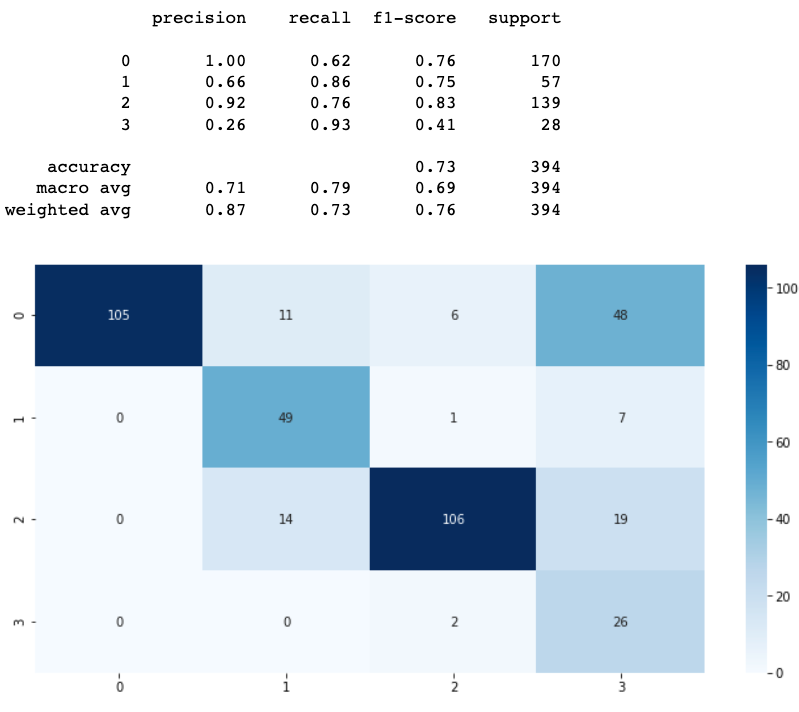 precision recall f1-score support
0 1.00 0.62 0.76 170
1 0.66 0.86 0.75 57
2 0.92 0.76 0.83 139
3 0.26 0.93 0.41 28
accuracy 0.73 394
macro avg 0.71 0.79 0.69 394
weighted avg 0.87 0.73 0.76 394
0 105 11 6 48
1 0 49 1 7
2 0 14 106 19
3 0 0 2 26
0 1 2 3
100
80
60
40
20
0